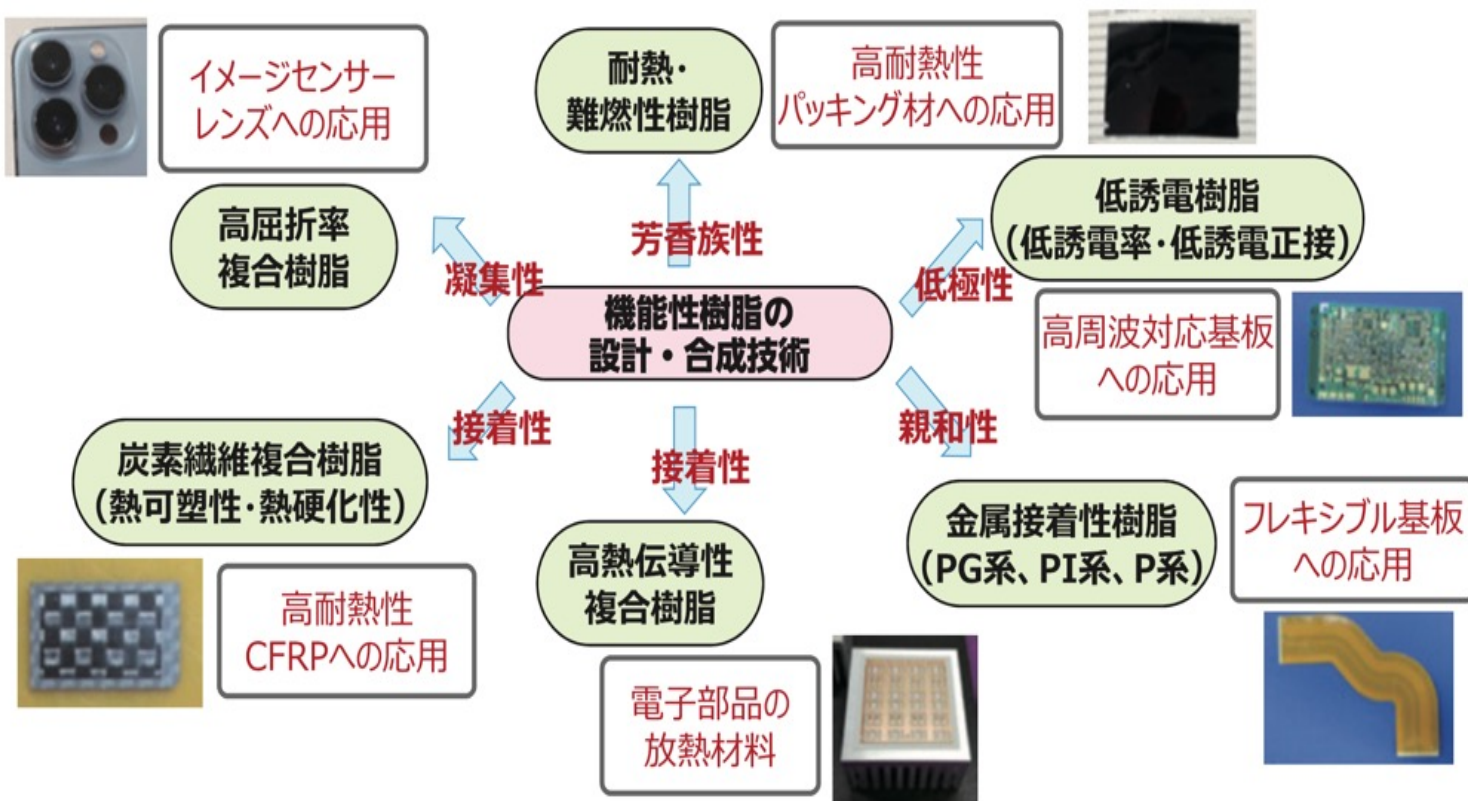 イメージセンサー
レンズへの応用
耐熱・
難燃性樹脂
高耐熱性
パッキング材への応用
高屈折率
複合樹脂
凝集性
芳香族性
低極性
低誘電樹脂
(低誘電率・低誘電正接)
機能性樹脂の
設計・合成技術
高周波対応基板
への応用
接着性
接着性
親和性
炭素繊維複合樹脂
(熱可塑性・熱硬化性)
高耐熱性
CFRPへの応用
高熱伝導性
複合樹脂
電子部品の
放熱材料
金属接着性樹脂
(PG系、PI系、P系)
フレキシブル基板
への応用